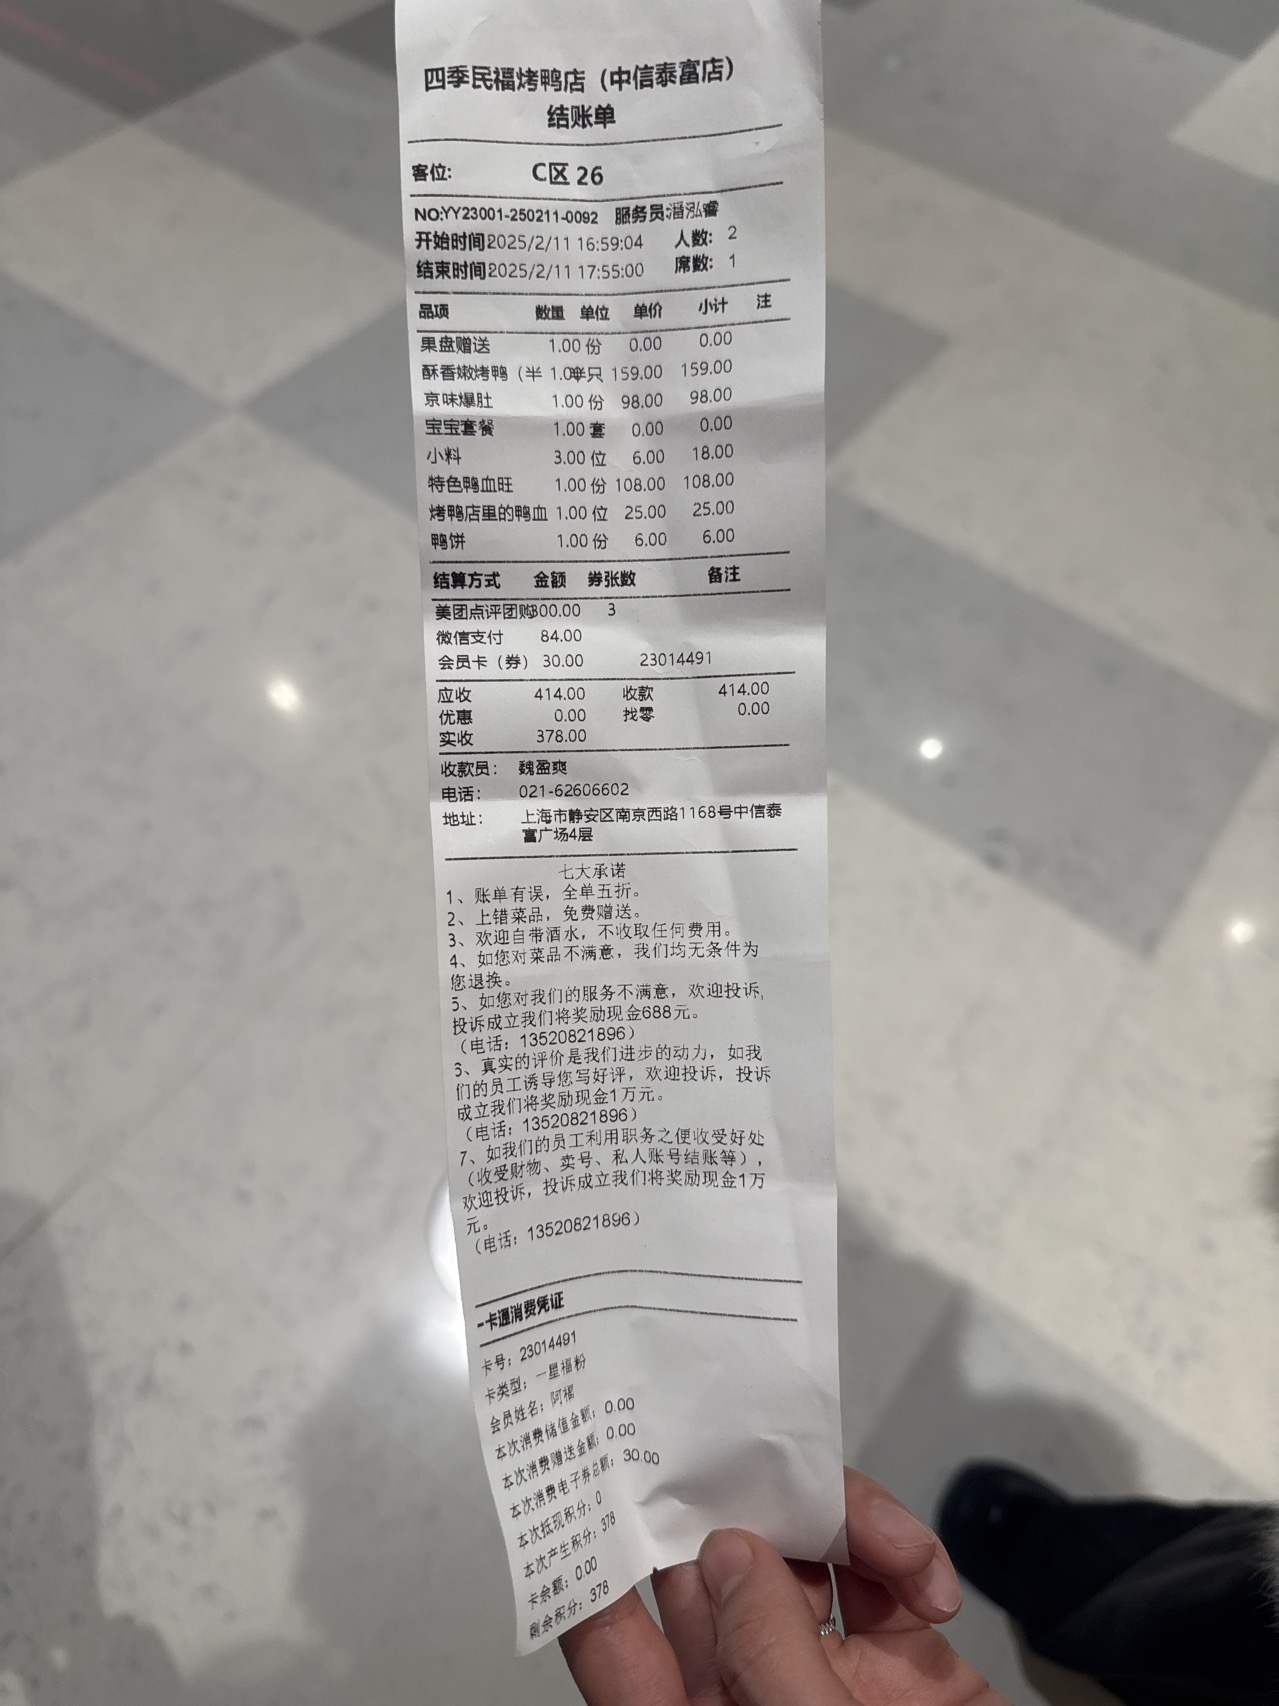 四季民福烤鸭店（中信泰富店）
结账单
客位: C区 26
NO:YY23001-250211-0092 服务员:潘泓睿
开始时间2025/2/11 16:59:04 人数: 2
结束时间2025/2/11 17:55:00 席数: 1
品项 数量 单位 单价 小计 注
果盘赠送 1.00 份 0.00 0.00
酥香嫩烤鸭（半 1.00半只 159.00 159.00
京味爆肚 1.00 份 98.00 98.00
宝宝套餐 1.00 套 0.00 0.00
小料 3.00 位 6.00 18.00
特色鸭血旺 1.00 份 108.00 108.00
烤鸭店里的鸭血 1.00 位 25.00 25.00
鸭饼 1.00 份 6.00 6.00
结算方式 金额 券张数 备注
美团点评团购300.00 3
微信支付 84.00
会员卡（券） 30.00 23014491
应收 414.00 收款 414.00
优惠 0.00 找零 0.00
实收 378.00
收款员： 魏盈爽
电话： 021-62606602
地址： 上海市静安区南京西路1168号中信泰
富广场4层
七大承诺
1、账单有误，全单五折。
2、上错菜品，免费赠送。
3、欢迎自带酒水，不收取任何费用。
4、如您对菜品不满意，我们均无条件为
您退换。
5、如您对我们的服务不满意，欢迎投诉,
投诉成立我们将奖励现金688元。
（电话：13520821896）
6、真实的评价是我们进步的动力，如我
们的员工诱导您写好评，欢迎投诉，投诉
成立我们将奖励现金1万元。
（电话：13520821896）
7、如我们的员工利用职务之便收受好处
（收受财物、卖号、私人账号结账等），
欢迎投诉，投诉成立我们将奖励现金1万
元。
（电话：13520821896）
一卡通消费凭证
卡号：23014491
卡类型：一星福粉
会员姓名：阿福
本次消费储值金额：0.00
本次消费赠送金额：0.00
本次消费电子券总额：30.00
本次抵现积分：0
本次产生积分：378
卡余额：0.00
剩余积分：378